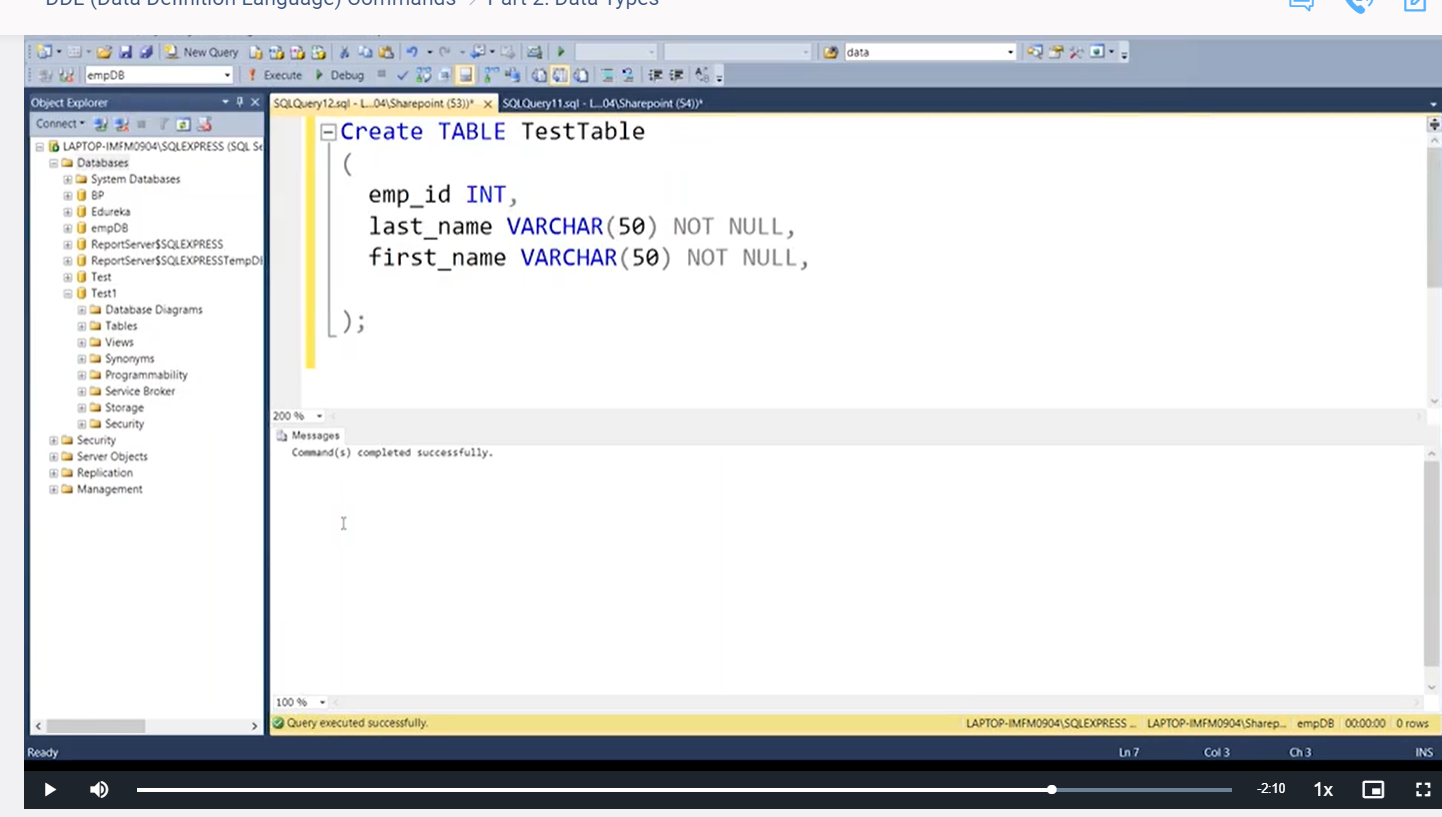 DDL (Data Definition Language) Commands > Part 2: Data Types
New Query
data
empDB
Execute
Debug
Object Explorer
SQLQuery12.sql - L...04\Sharepoint (53))*
SQLQuery11.sql - L...04\Sharepoint (54))*
Connect
LAPTOP-IMFM0904\SQLEXPRESS (SQL Se
Databases
System Databases
BP
Edureka
empDB
ReportServer$SQLEXPRESS
ReportServer$SQLEXPRESSTempDB
Test
Test1
Database Diagrams
Tables
Views
Synonyms
Programmability
Service Broker
Storage
Security
Security
Server Objects
Replication
Management
Create TABLE TestTable
(
emp_id INT,
last_name VARCHAR(50) NOT NULL,
first_name VARCHAR(50) NOT NULL,
);
200 %
Messages
Command(s) completed successfully.
100 %
Query executed successfully.
LAPTOP-IMFM0904\SQLEXPRESS ...
LAPTOP-IMFM0904\Sharep...
empDB
00:00:00
0 rows
Ready
Ln 7
Col 3
Ch 3
INS
-2:10
1x